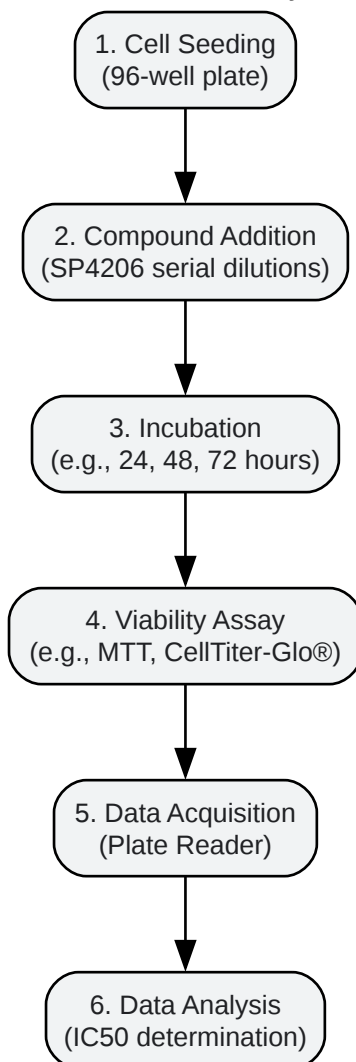 1. Cell Seeding
(96-well plate)
2. Compound Addition
(SP4206 serial dilutions)
3. Incubation
(e.g., 24, 48, 72 hours)
4. Viability Assay
(e.g., MTT, CellTiter-Glo®)
5. Data Acquisition
(Plate Reader)
6. Data Analysis
(IC50 determination)